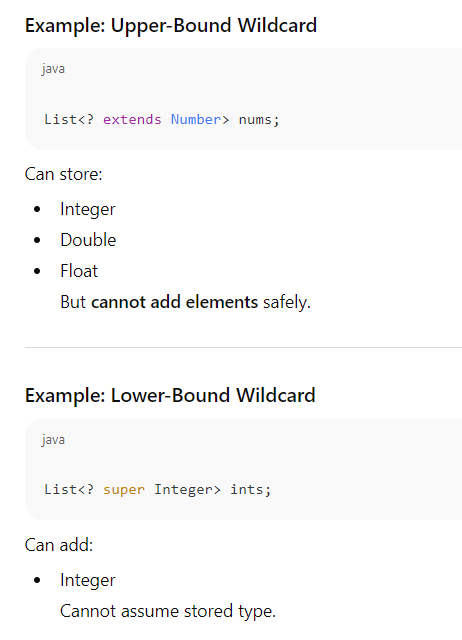 Example: Upper-Bound Wildcard
java
List<? extends Number> nums;
Can store:
• Integer
• Double
• Float
But cannot add elements safely.
Example: Lower-Bound Wildcard
java
List<? super Integer> ints;
Can add:
• Integer
Cannot assume stored type.